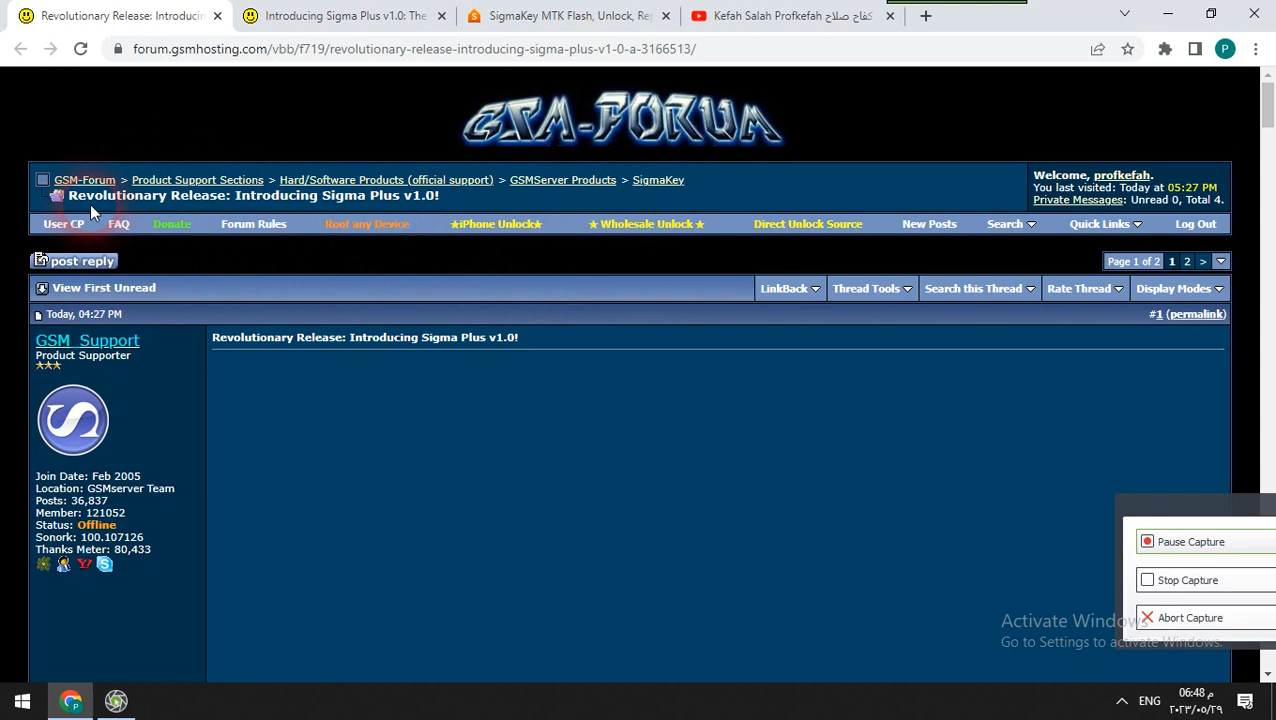 Revolutionary Release: Introducin
Introducing Sigma Plus v1.0: The
SigmaKey MTK Flash, Unlock, Re
Kefah Salah Profkefah كفاح صلاح
forum.gsmhosting.com/vbb/f719/revolutionary-release-introducing-sigma-plus-v1-0-a-3166513/
P
GSM-FORUM
GSM-Forum > Product Support Sections > Hard/Software Products (official support) > GSMServer Products > SigmaKey
Revolutionary Release: Introducing Sigma Plus v1.0!
Welcome, profkefah.
You last visited: Today at 05:27 PM
Private Messages: Unread 0, Total 4.
User CP FAQ Donate Forum Rules Root any Device ★iPhone Unlock★ ★ Wholesale Unlock ★ Direct Unlock Source New Posts Search Quick Links Log Out
post reply
Page 1 of 2 1 2 >
View First Unread LinkBack Thread Tools Search this Thread Rate Thread Display Modes
Today, 04:27 PM #1 (permalink)
GSM_Support
Product Supporter
Revolutionary Release: Introducing Sigma Plus v1.0!
Join Date: Feb 2005
Location: GSMserver Team
Posts: 36,837
Member: 121052
Status: Offline
Sonork: 100.107126
Thanks Meter: 80,433
Pause Capture
Stop Capture
Abort Capture
Activate Windows
Go to Settings to activate Windows.
ENG
06:48 م
٢٠٢٣/٠٥/٢٩